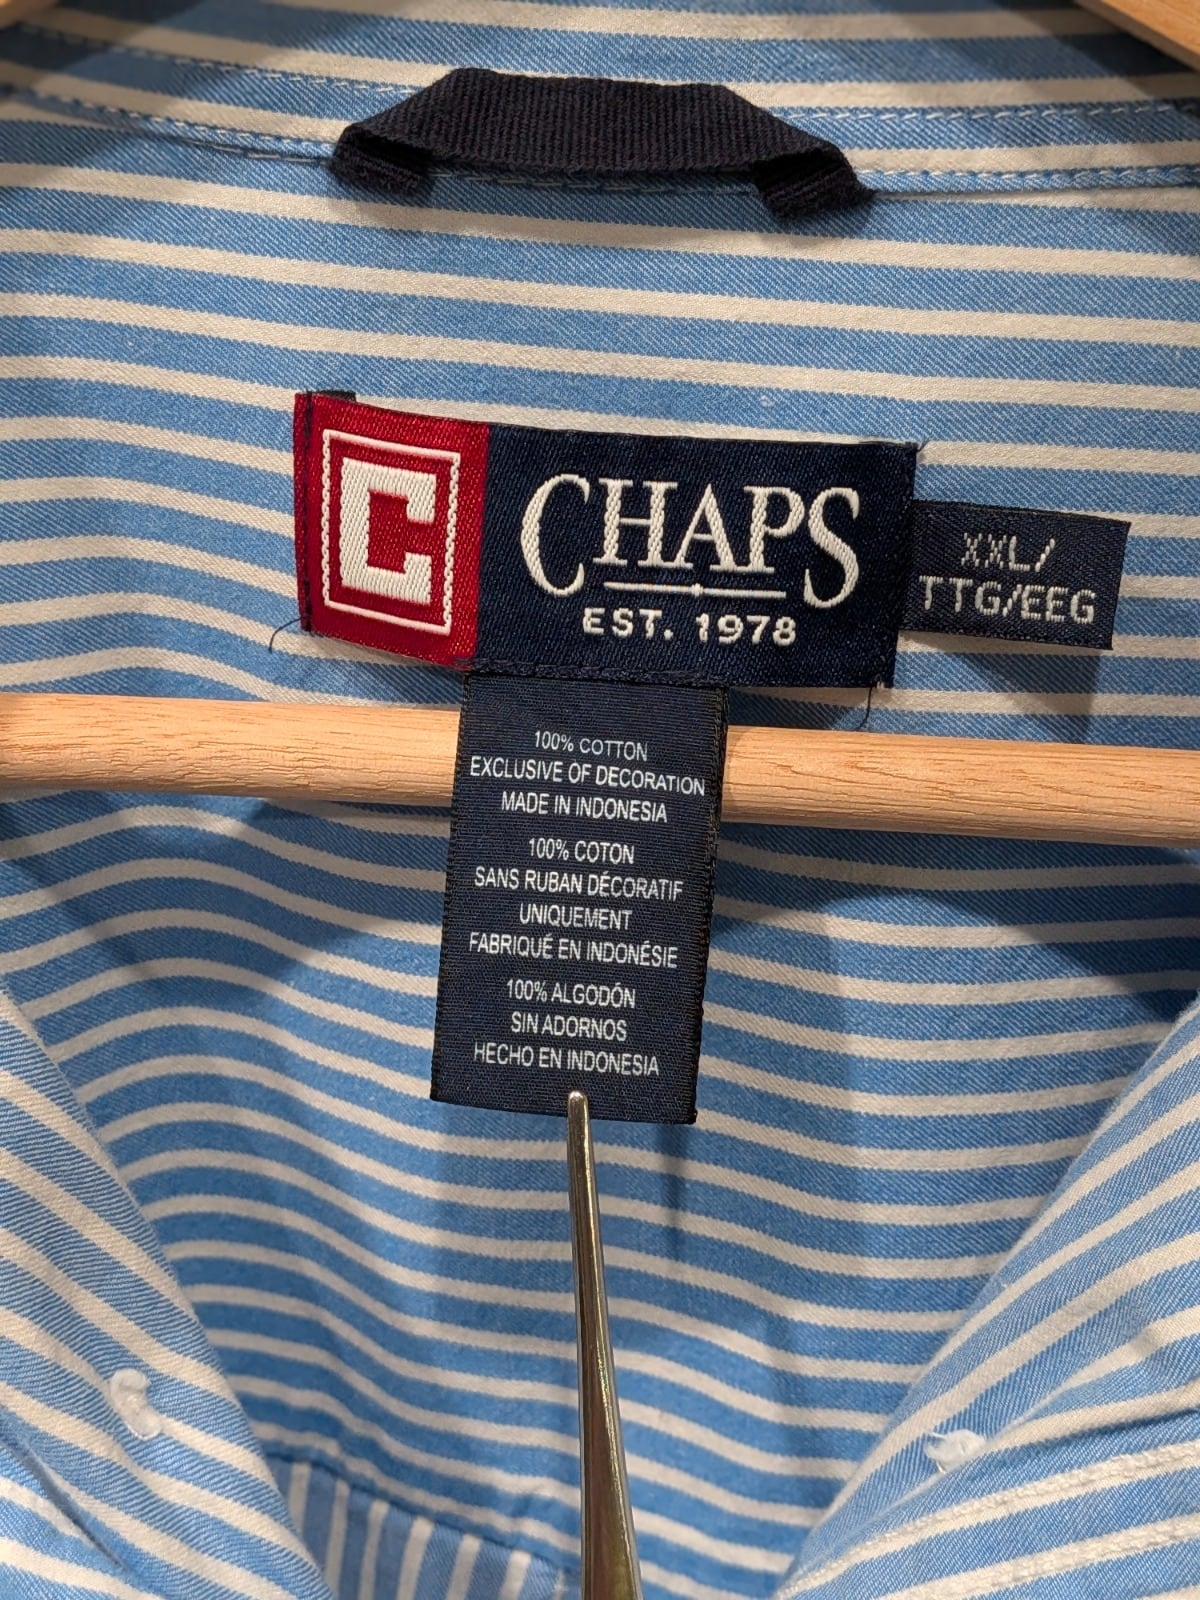 C
CHAPS
EST. 1978
XXL/
TTG/EEG
100% COTTON
EXCLUSIVE OF DECORATION
MADE IN INDONESIA
100% COTON
SANS RUBAN DÉCORATIF
UNIQUEMENT
FABRIQUÉ EN INDONÉSIE
100% ALGODÓN
SIN ADORNOS
HECHO EN INDONESIA